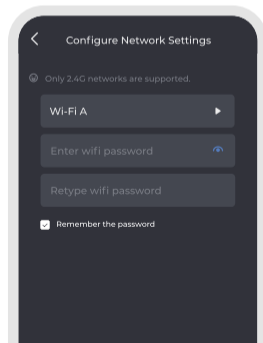 Configure Network Settings
Only 2.4G networks are supported.
Wi-Fi A
Enter wifi password
Retype wifi password
Remember the password